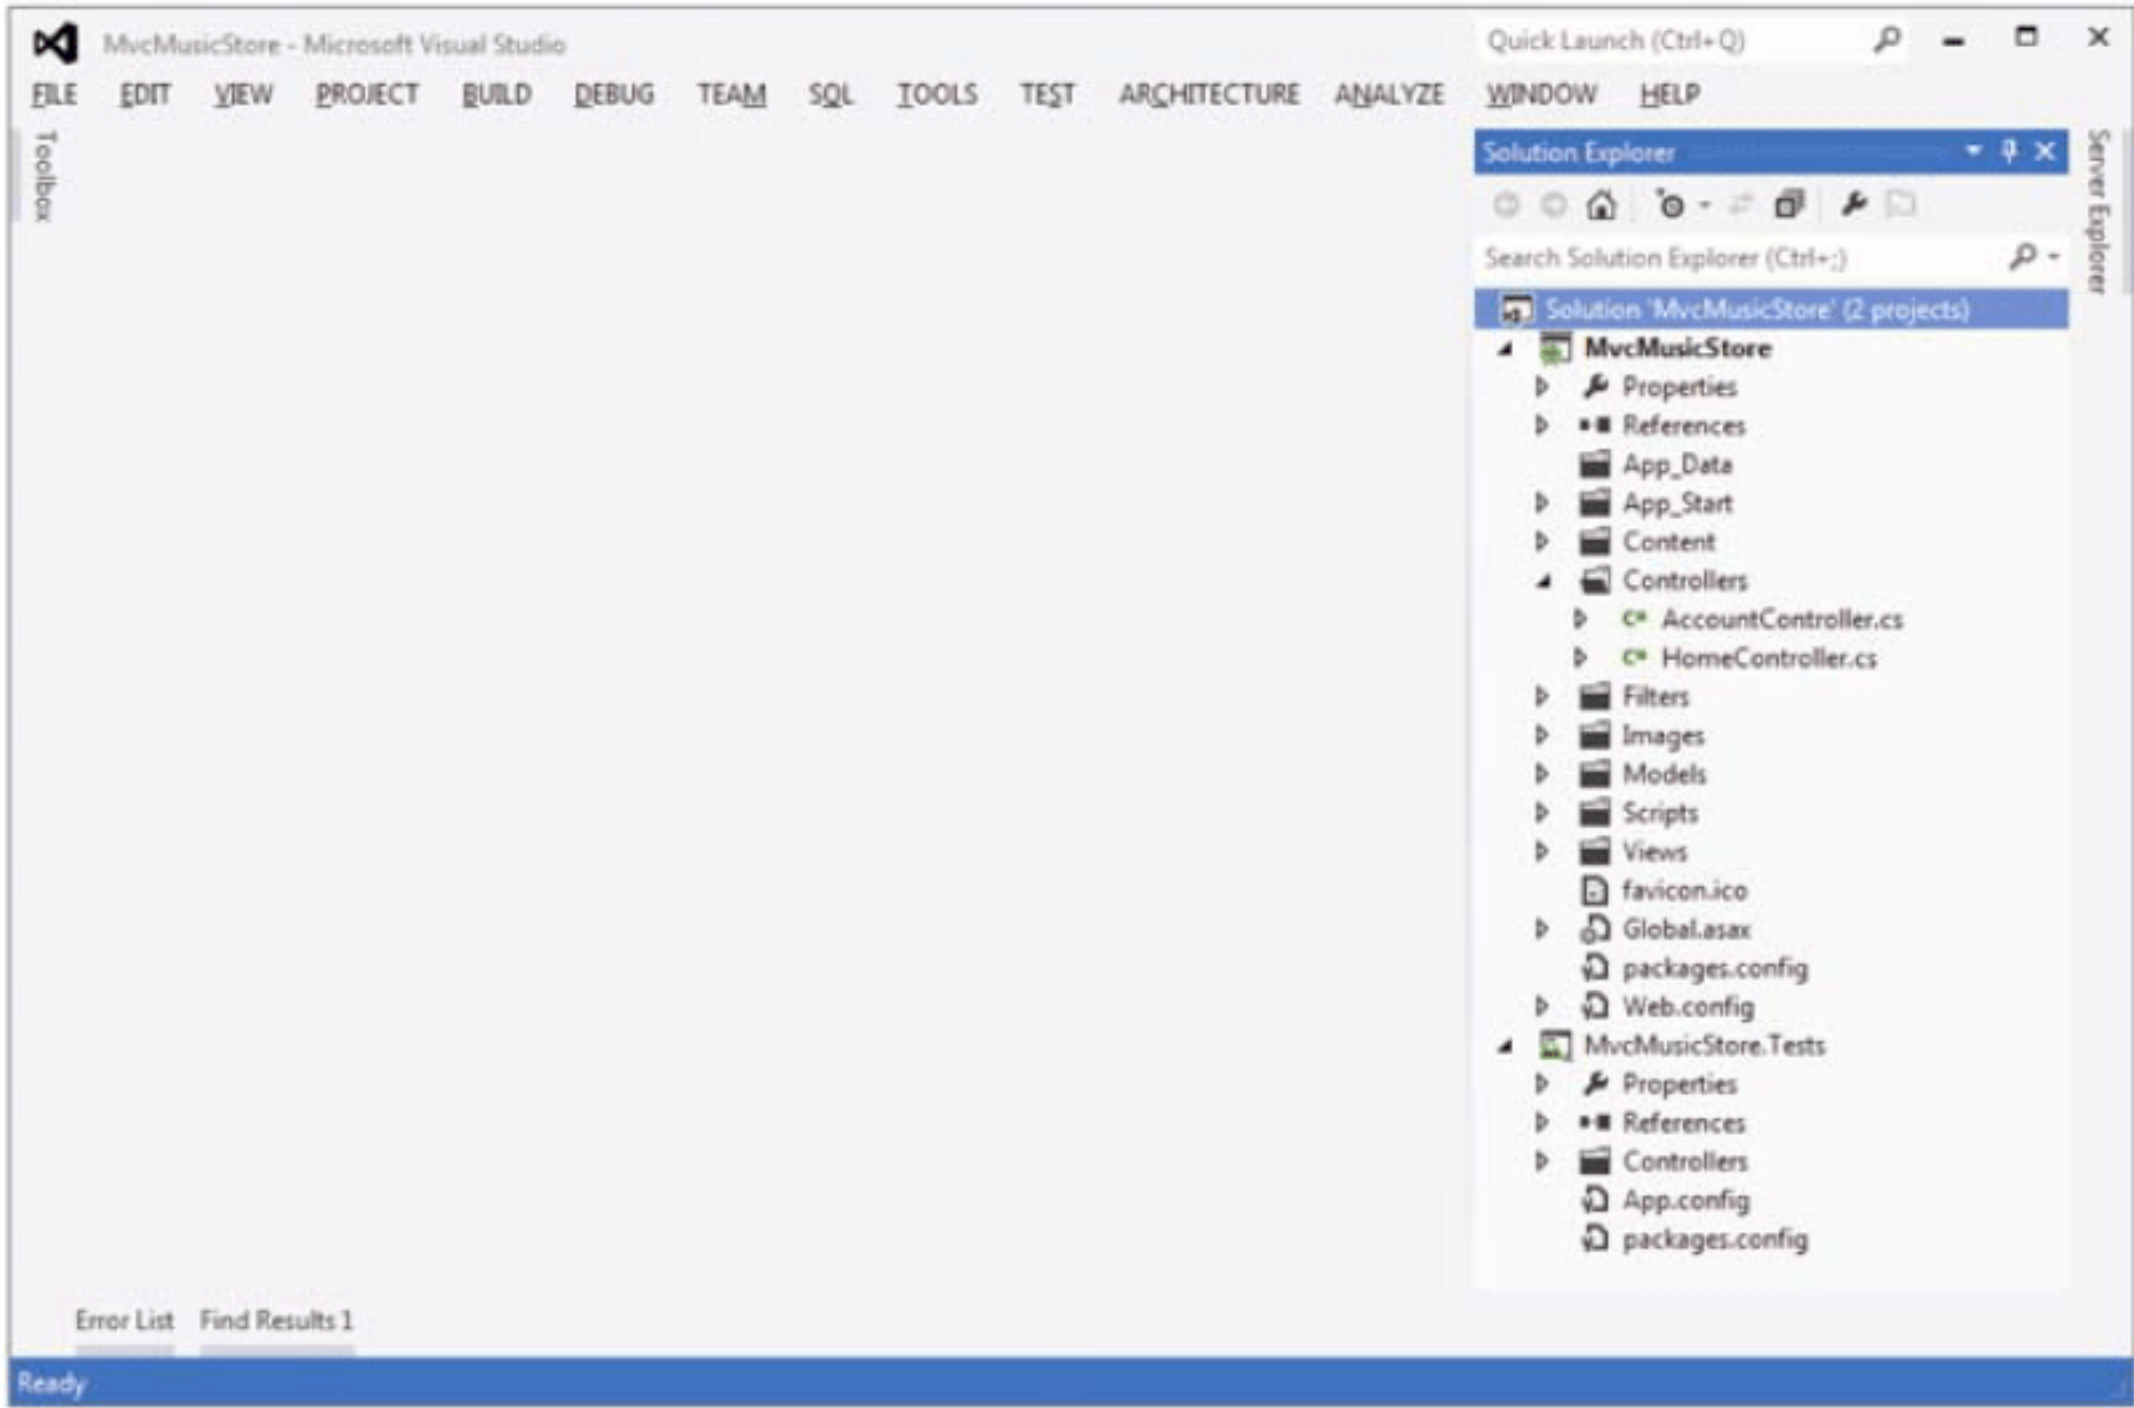 MvcMusicStore - Microsoft Visual Studio
Quick Launch (Ctrl+Q)
FILE EDIT VIEW PROJECT BUILD DEBUG TEAM SQL TOOLS TEST ARCHITECTURE ANALYZE WINDOW HELP
Toolbox
Solution Explorer
Server Explorer
Search Solution Explorer (Ctrl+;)
Solution 'MvcMusicStore' (2 projects)
MvcMusicStore
Properties
References
App_Data
App_Start
Content
Controllers
C# AccountController.cs
C# HomeController.cs
Filters
Images
Models
Scripts
Views
favicon.ico
Global.asax
packages.config
Web.config
MvcMusicStore.Tests
Properties
References
Controllers
App.config
packages.config
Error List Find Results 1
Ready